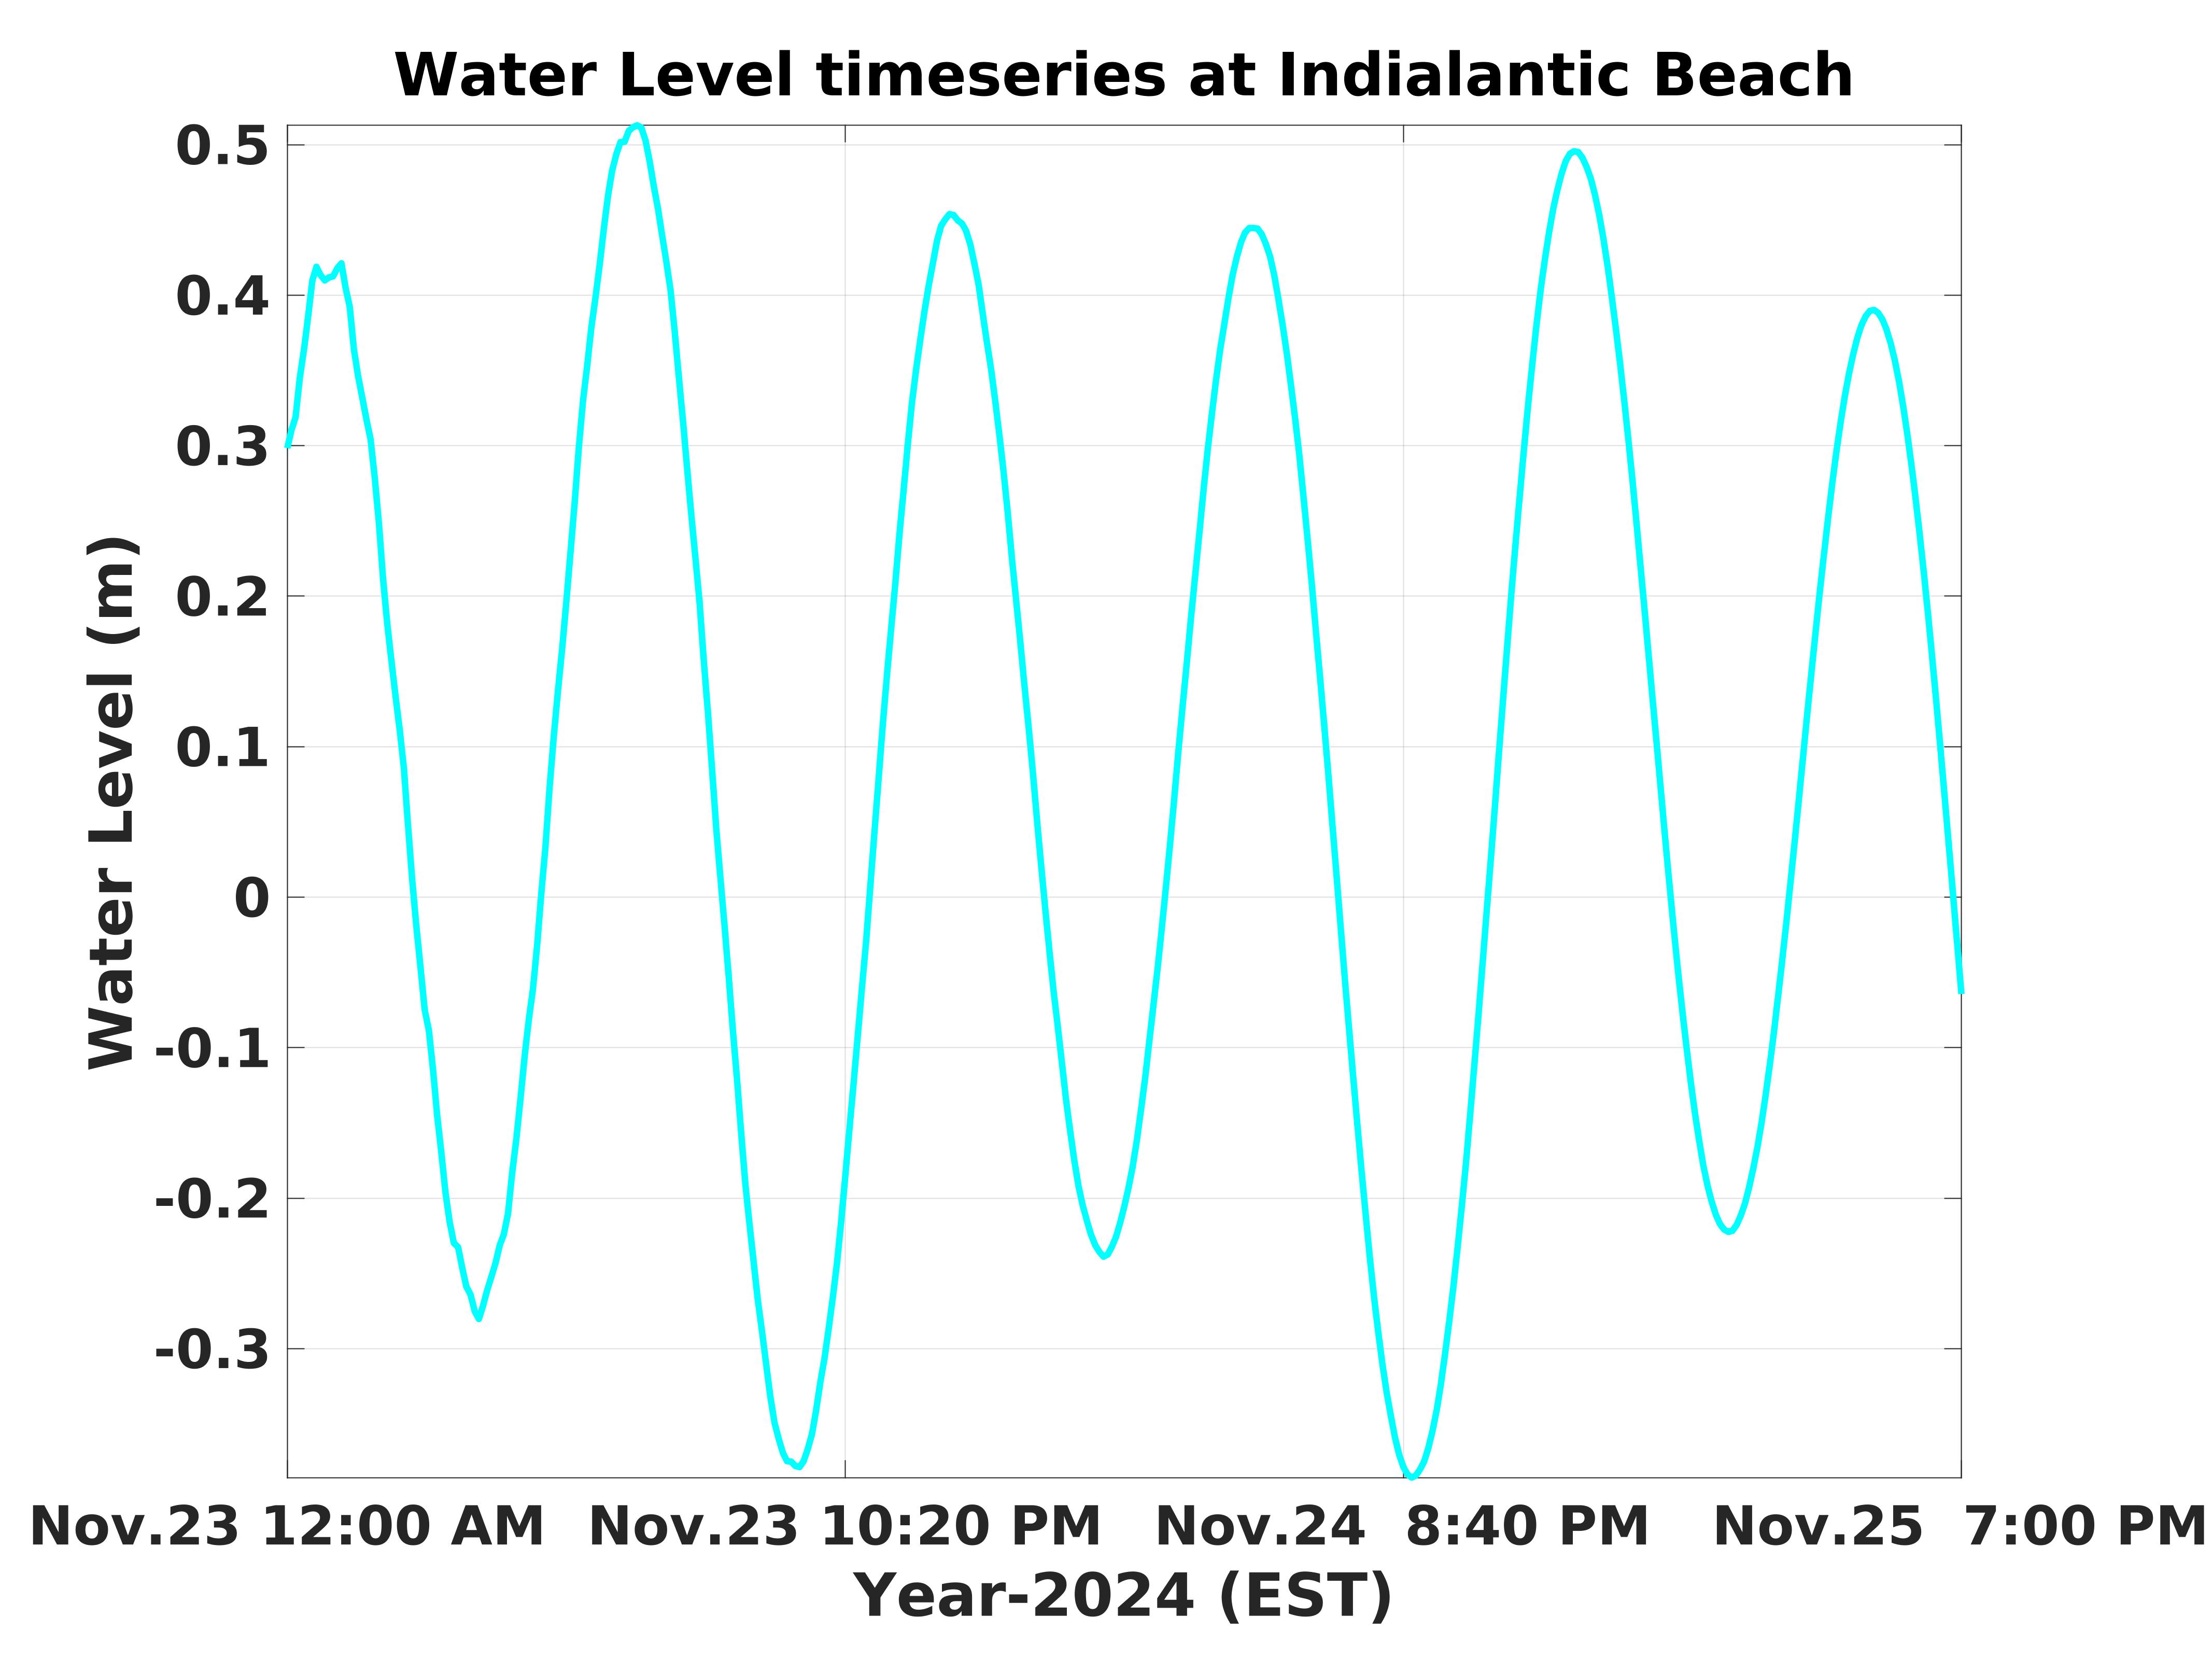 Water Level timeseries at Indialantic Beach
0.5
0.4
0.3
0.2
0.1
0
-0.1
-0.2
-0.3
Water Level (m)
Nov.23 12:00 AM Nov.23 10:20 PM Nov.24 8:40 PM Nov.25 7:00 PM
Year-2024 (EST)